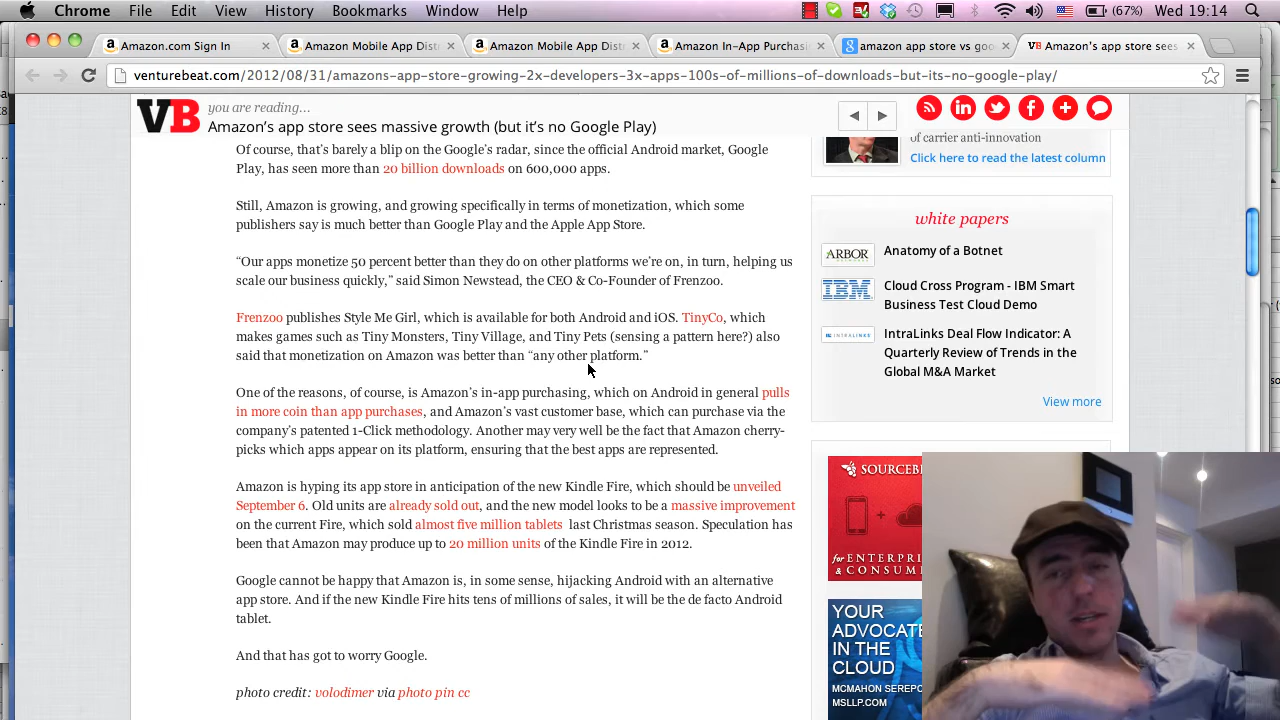 Chrome File Edit View History Bookmarks Window Help (67%) Wed 19:14
Amazon.com Sign In Amazon Mobile App Dist Amazon Mobile App Dist Amazon In-App Purchas amazon app store vs go VB Amazon's app store sees
venturebeat.com/2012/08/31/amazons-app-store-growing-2x-developers-3x-apps-100s-of-millions-of-downloads-but-its-no-google-play/
VB
you are reading...
Amazon's app store sees massive growth (but it's no Google Play)
Of course, that's barely a blip on the Google's radar, since the official Android market, Google
Play, has seen more than 20 billion downloads on 600,000 apps.
Still, Amazon is growing, and growing specifically in terms of monetization, which some
publishers say is much better than Google Play and the Apple App Store.
“Our apps monetize 50 percent better than they do on other platforms we're on, in turn, helping us
scale our business quickly,” said Simon Newstead, the CEO & Co-Founder of Frenzoo.
Frenzoo publishes Style Me Girl, which is available for both Android and iOS. TinyCo, which
makes games such as Tiny Monsters, Tiny Village, and Tiny Pets (sensing a pattern here?) also
said that monetization on Amazon was better than “any other platform.”
One of the reasons, of course, is Amazon's in-app purchasing, which on Android in general pulls
in more coin than app purchases, and Amazon's vast customer base, which can purchase via the
company's patented 1-Click methodology. Another may very well be the fact that Amazon cherry-
picks which apps appear on its platform, ensuring that the best apps are represented.
Amazon is hyping its app store in anticipation of the new Kindle Fire, which should be unveiled
September 6. Old units are already sold out, and the new model looks to be a massive improvement
on the current Fire, which sold almost five million tablets last Christmas season. Speculation has
been that Amazon may produce up to 20 million units of the Kindle Fire in 2012.
Google cannot be happy that Amazon is, in some sense, hijacking Android with an alternative
app store. And if the new Kindle Fire hits tens of millions of sales, it will be the de facto Android
tablet.
And that has got to worry Google.
photo credit: volodimer via photo pin cc
of carrier anti-innovation
Click here to read the latest column
white papers
ARBOR
Anatomy of a Botnet
IBM
Cloud Cross Program - IBM Smart
Business Test Cloud Demo
INTRALINKS
IntraLinks Deal Flow Indicator: A
Quarterly Review of Trends in the
Global M&A Market
View more
SOURCEB
for ENTERPRI
& CONSUME
YOUR
ADVOCATE
IN THE
CLOUD
MCMAHON SEREPO
MSLLP.COM